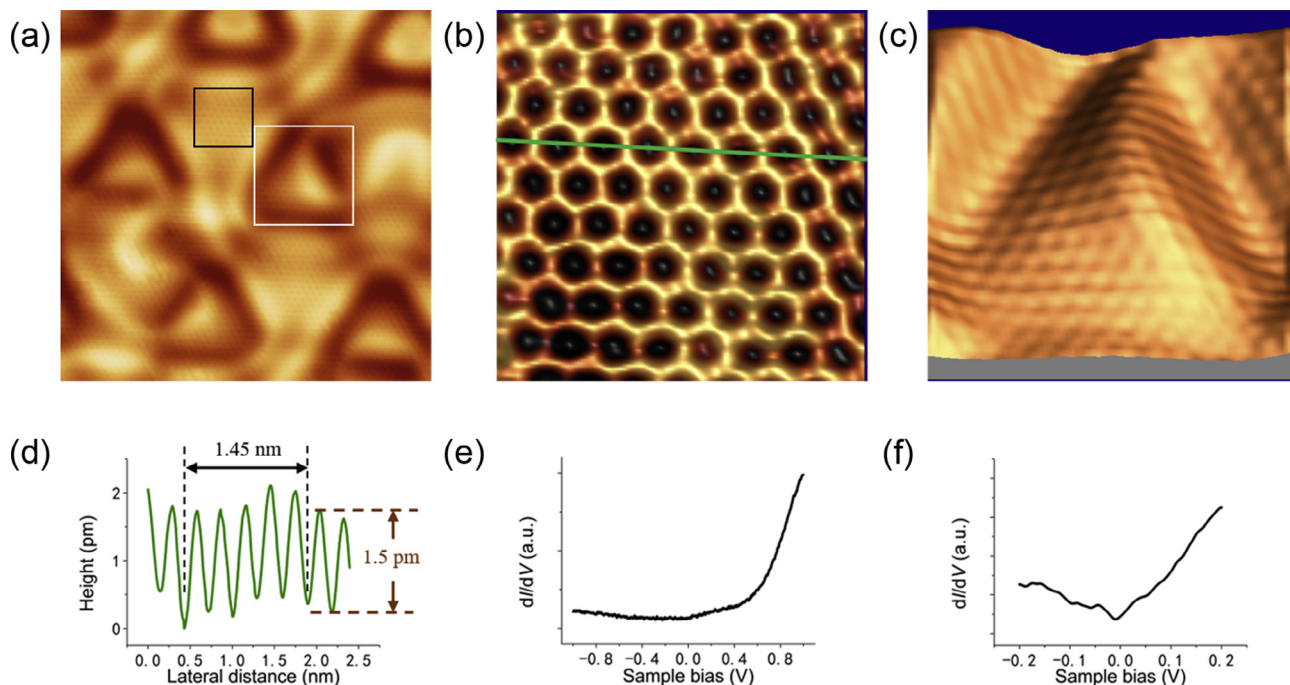 (a)
(b)
(c)
(d)
1.45 nm
Height (pm)
2
1
0
1.5 pm
0.0 0.5 1.0 1.5 2.0 2.5
Lateral distance (nm)
(e)
dI/dV (a.u.)
-0.8 -0.4 0.0 0.4 0.8
Sample bias (V)
(f)
dI/dV (a.u.)
-0.2 -0.1 0.0 0.1 0.2
Sample bias (V)